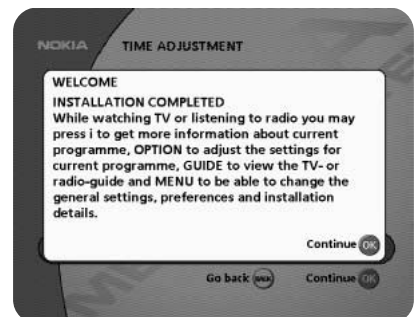 NOKIA TIME ADJUSTMENT
WELCOME
INSTALLATION COMPLETED
While watching TV or listening to radio you may
press i to get more information about current
programme, OPTION to adjust the settings for
current programme, GUIDE to view the TV- or
radio-guide and MENU to be able to change the
general settings, preferences and installation
details.
Continue OK
Go back BACK Continue OK